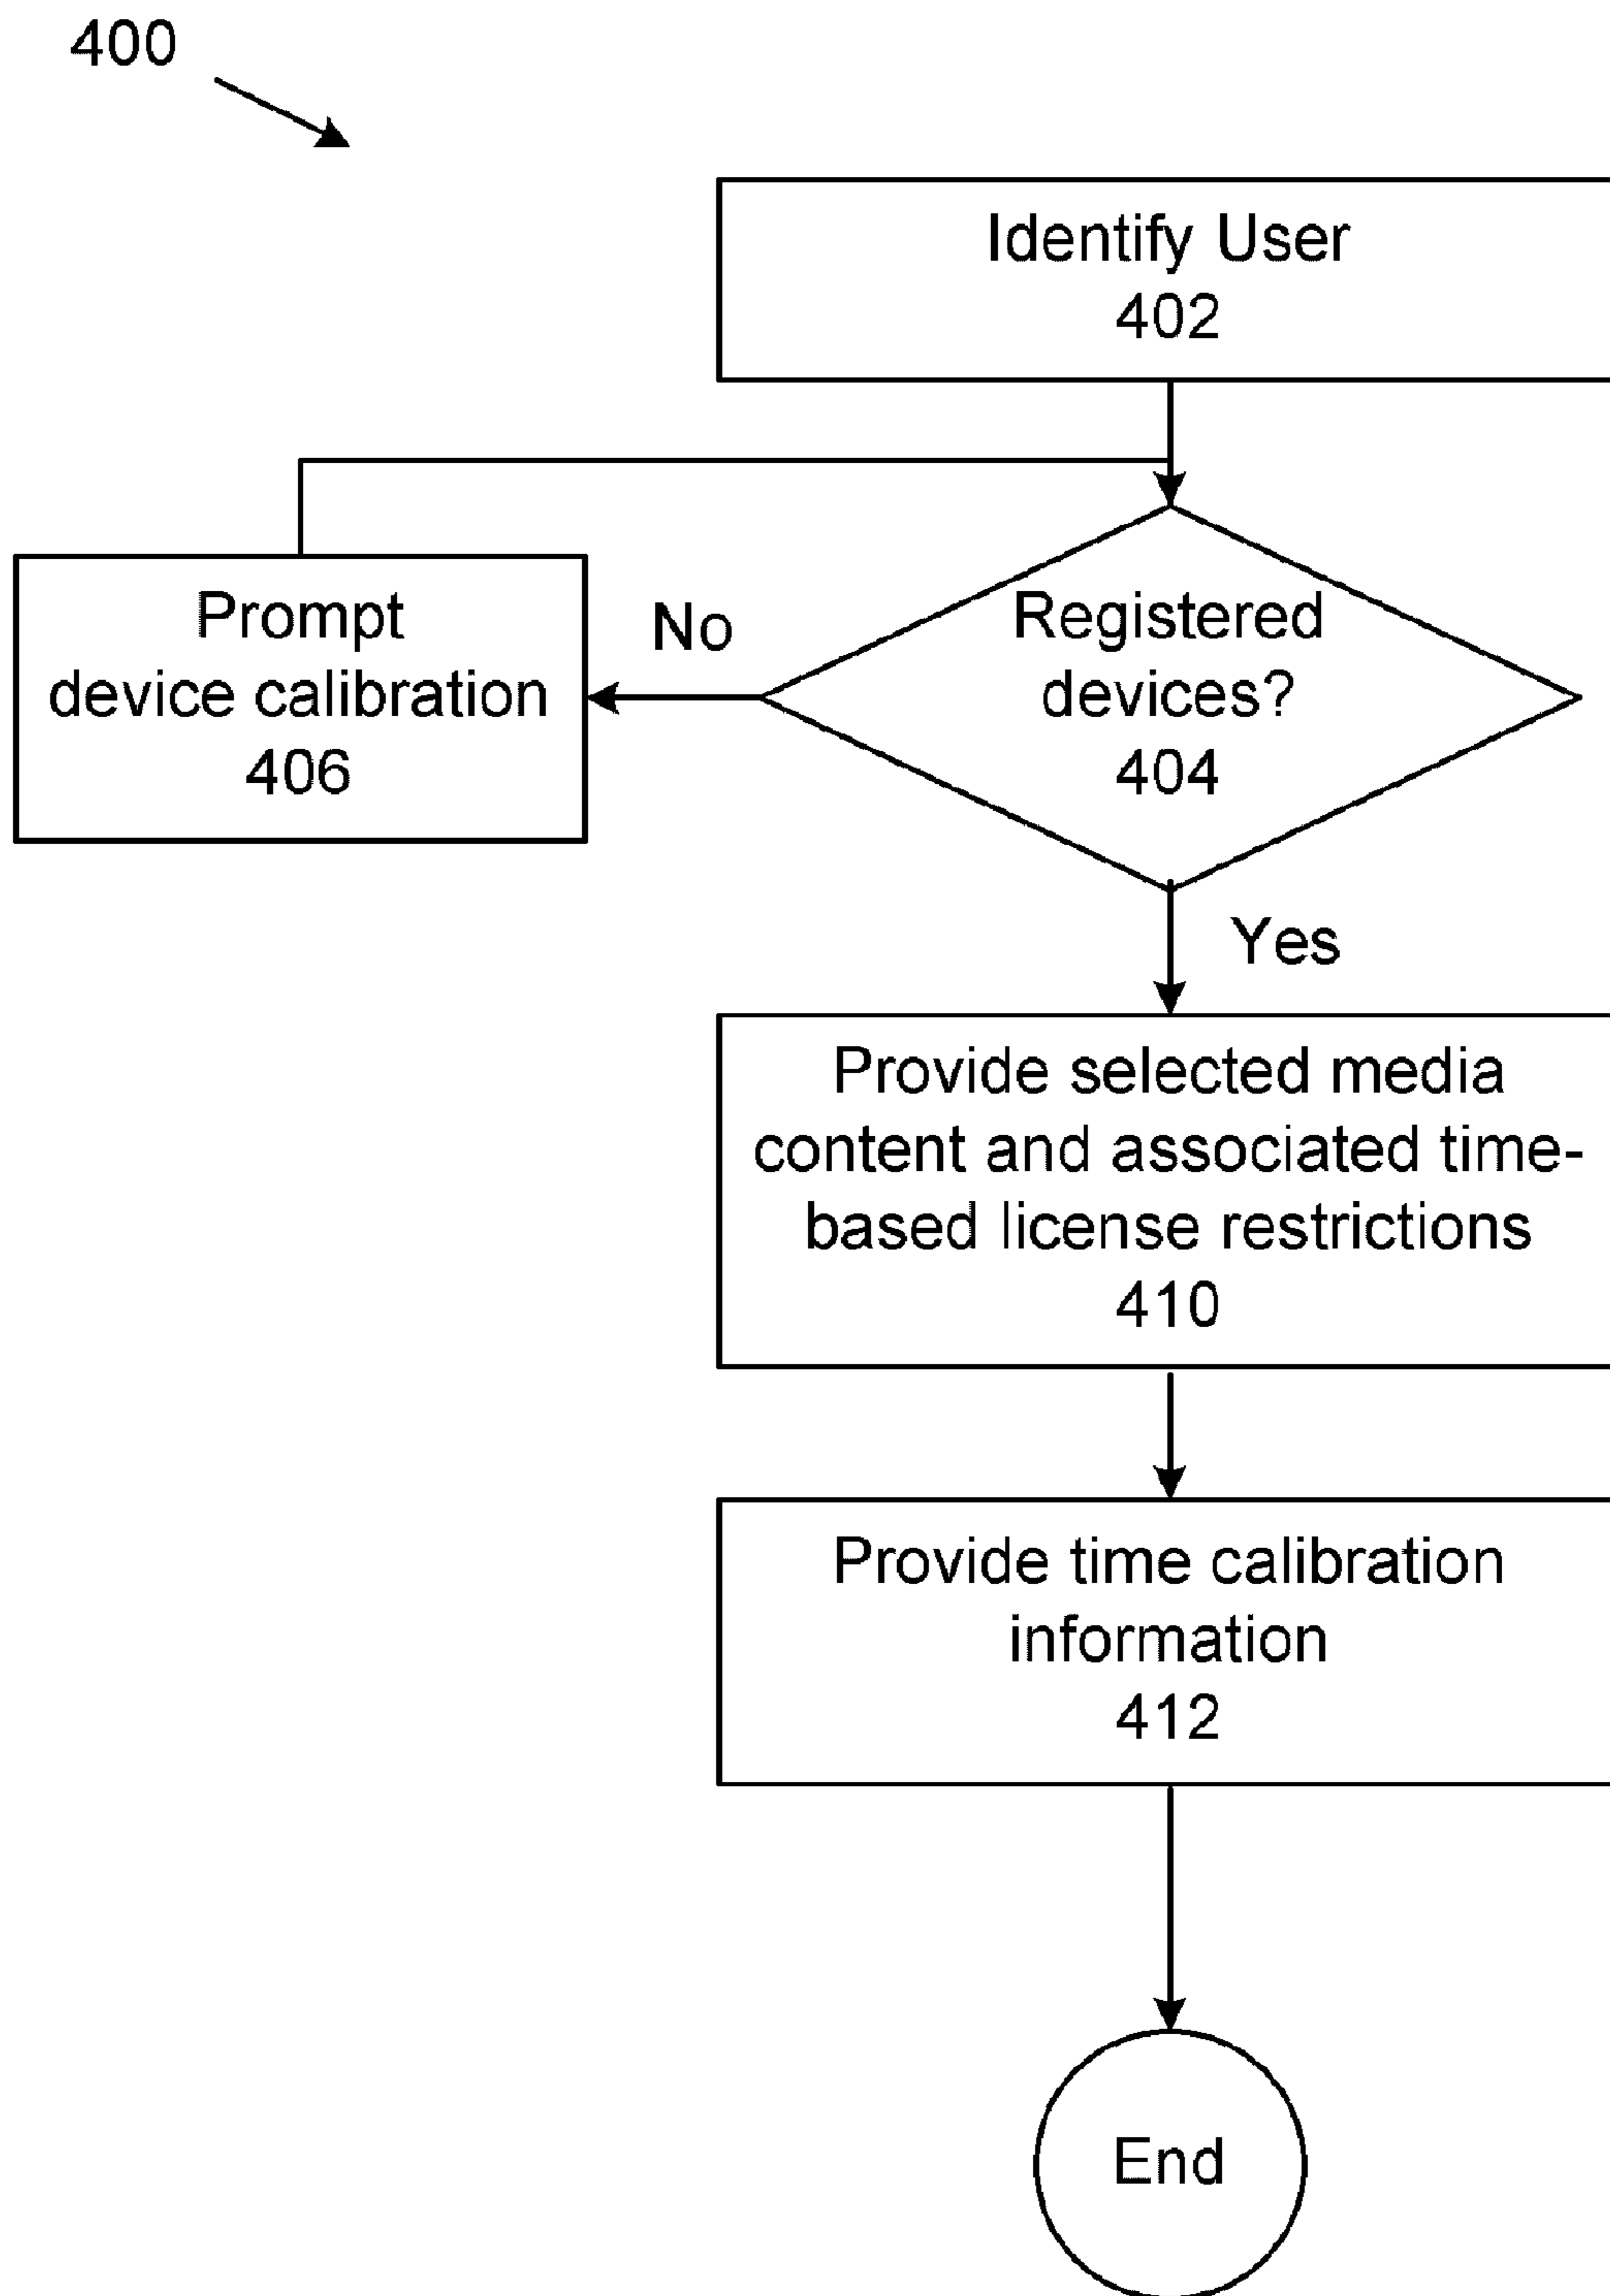 400
Identify User
402
No
Prompt
device calibration
406
Registered
devices?
404
Yes
Provide selected media
content and associated time-
based license restrictions
410
Provide time calibration
information
412
End